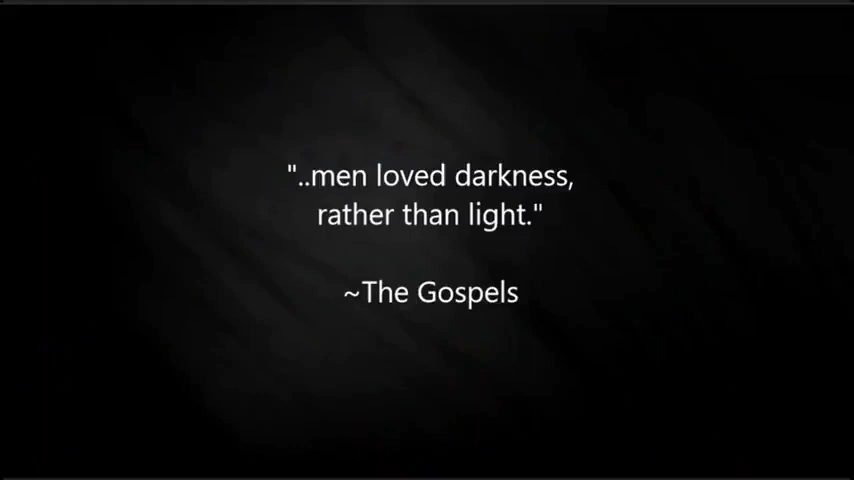 "..men loved darkness,
rather than light."
~The Gospels